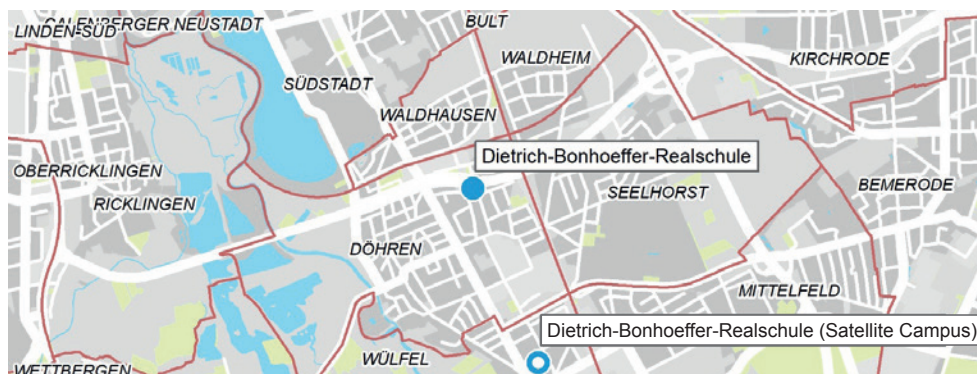 CALENBERGER NEUSTADT
LINDEN-SÜD
BULT
WALDHEIM
KIRCHRODE
SÜDSTADT
WALDHAUSEN
Dietrich-Bonhoeffer-Realschule
OBERRICKLINGEN
RICKLINGEN
SEELHORST
BEMERODE
DÖHREN
MITTELFELD
Dietrich-Bonhoeffer-Realschule (Satellite Campus)
WÜLFEL
WETTBERGEN